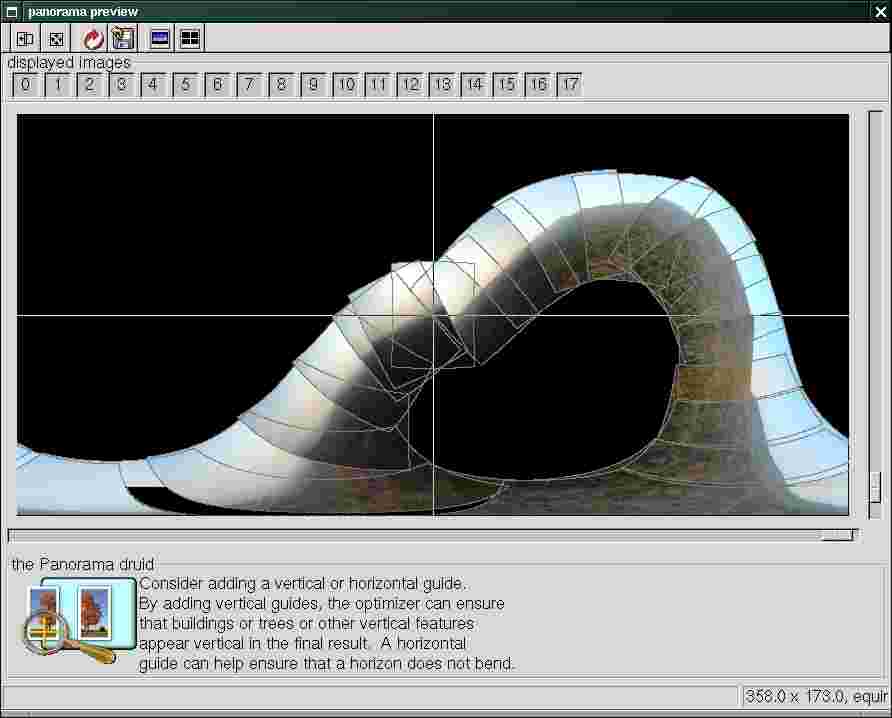 panorama preview
displayed images
0 1 2 3 4 5 6 7 8 9 10 11 12 13 14 15 16 17
the Panorama druid
Consider adding a vertical or horizontal guide.
By adding vertical guides, the optimizer can ensure
that buildings or trees or other vertical features
appear vertical in the final result. A horizontal
guide can help ensure that a horizon does not bend.
358.0 x 173.0, equir